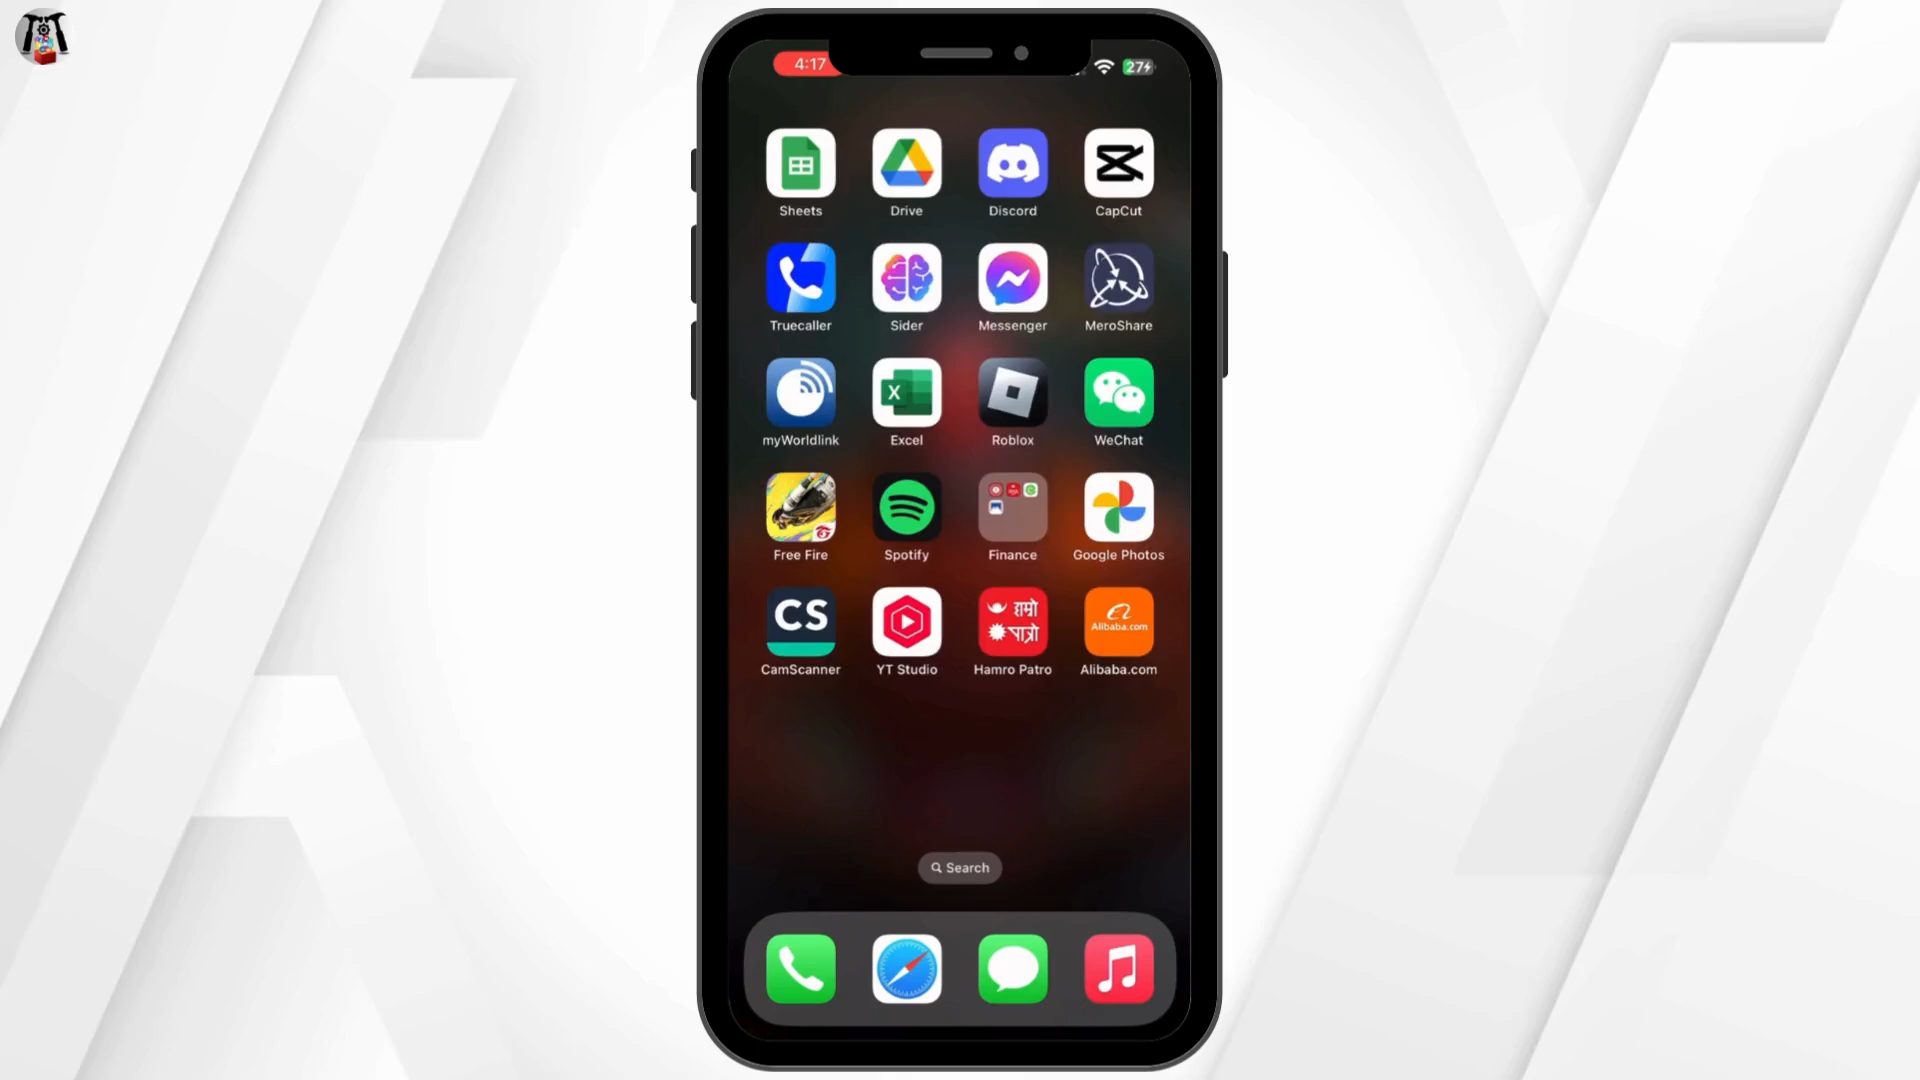 4:17
27
Sheets
Drive
Discord
CapCut
Truecaller
Sider
Messenger
MeroShare
myWorldlink
X
Excel
Roblox
WeChat
Free Fire
Spotify
Finance
Google Photos
CS
हाम्रो
पात्रो
Alibaba.com
CamScanner
YT Studio
Hamro Patro
Alibaba.com
Search